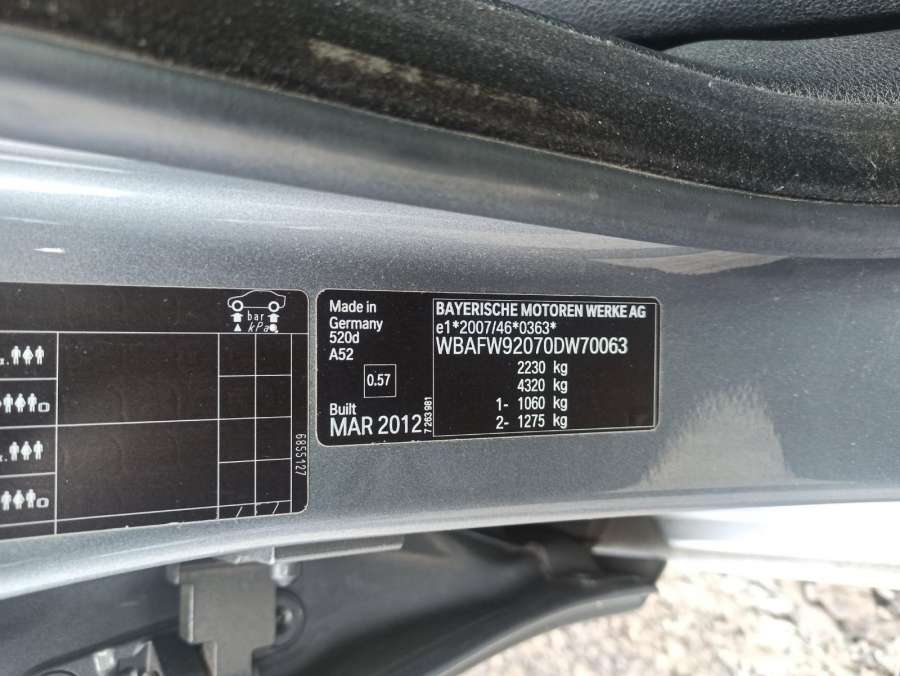 bar
kPa
6855127
Made in
Germany
520d
A52
0.57
Built
MAR 2012
7 263 981
BAYERISCHE MOTOREN WERKE AG
e1*2007/46*0363*
WBAFW92070DW70063
2230 kg
4320 kg
1- 1060 kg
2- 1275 kg